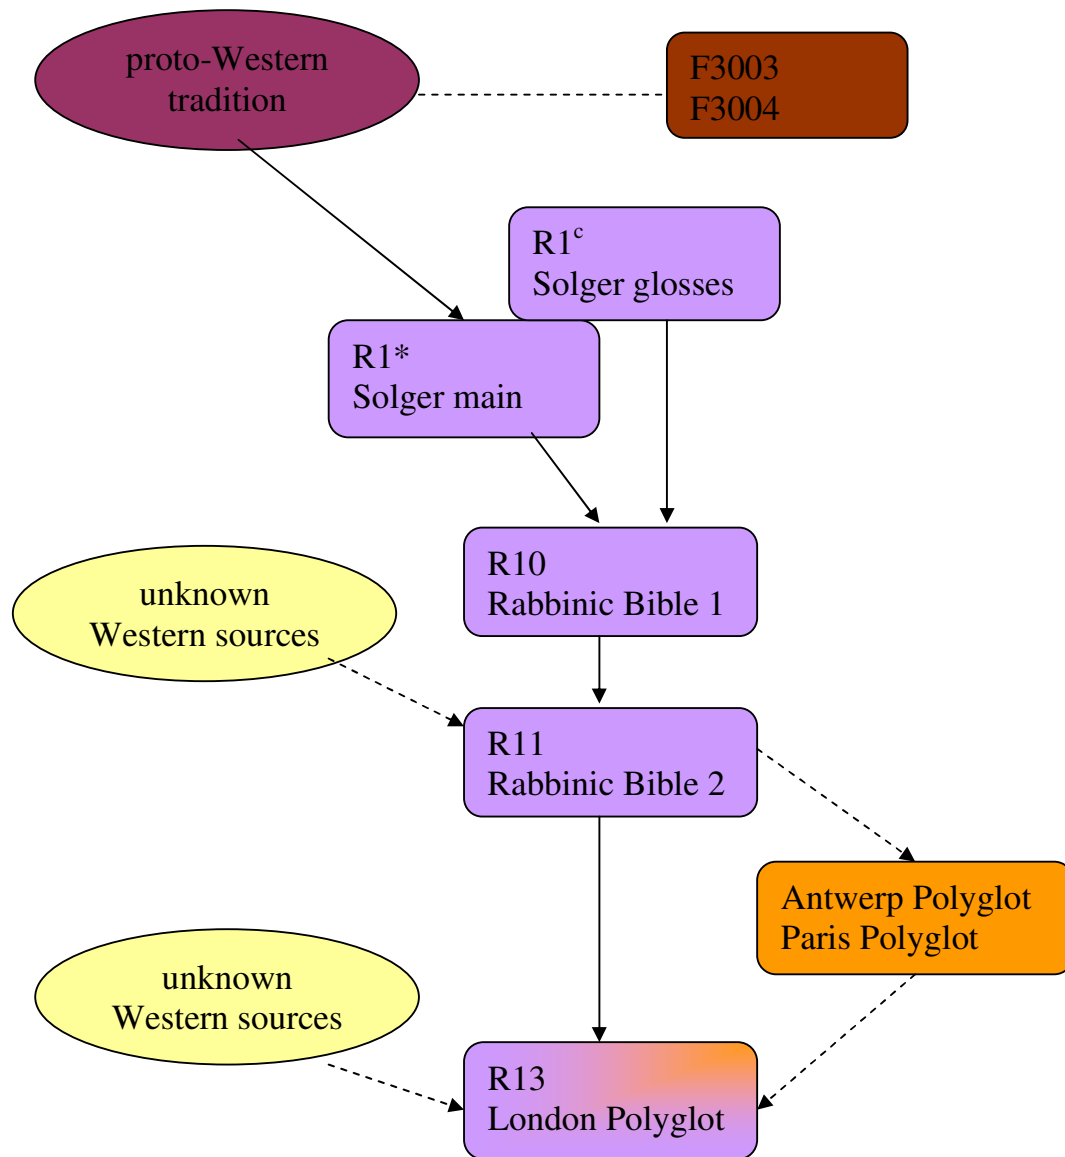 proto-Western
tradition
F3003
F3004
R1ᶜ
Solger glosses
R1*
Solger main
R10
Rabbinic Bible 1
unknown
Western sources
R11
Rabbinic Bible 2
Antwerp Polyglot
Paris Polyglot
unknown
Western sources
R13
London Polyglot